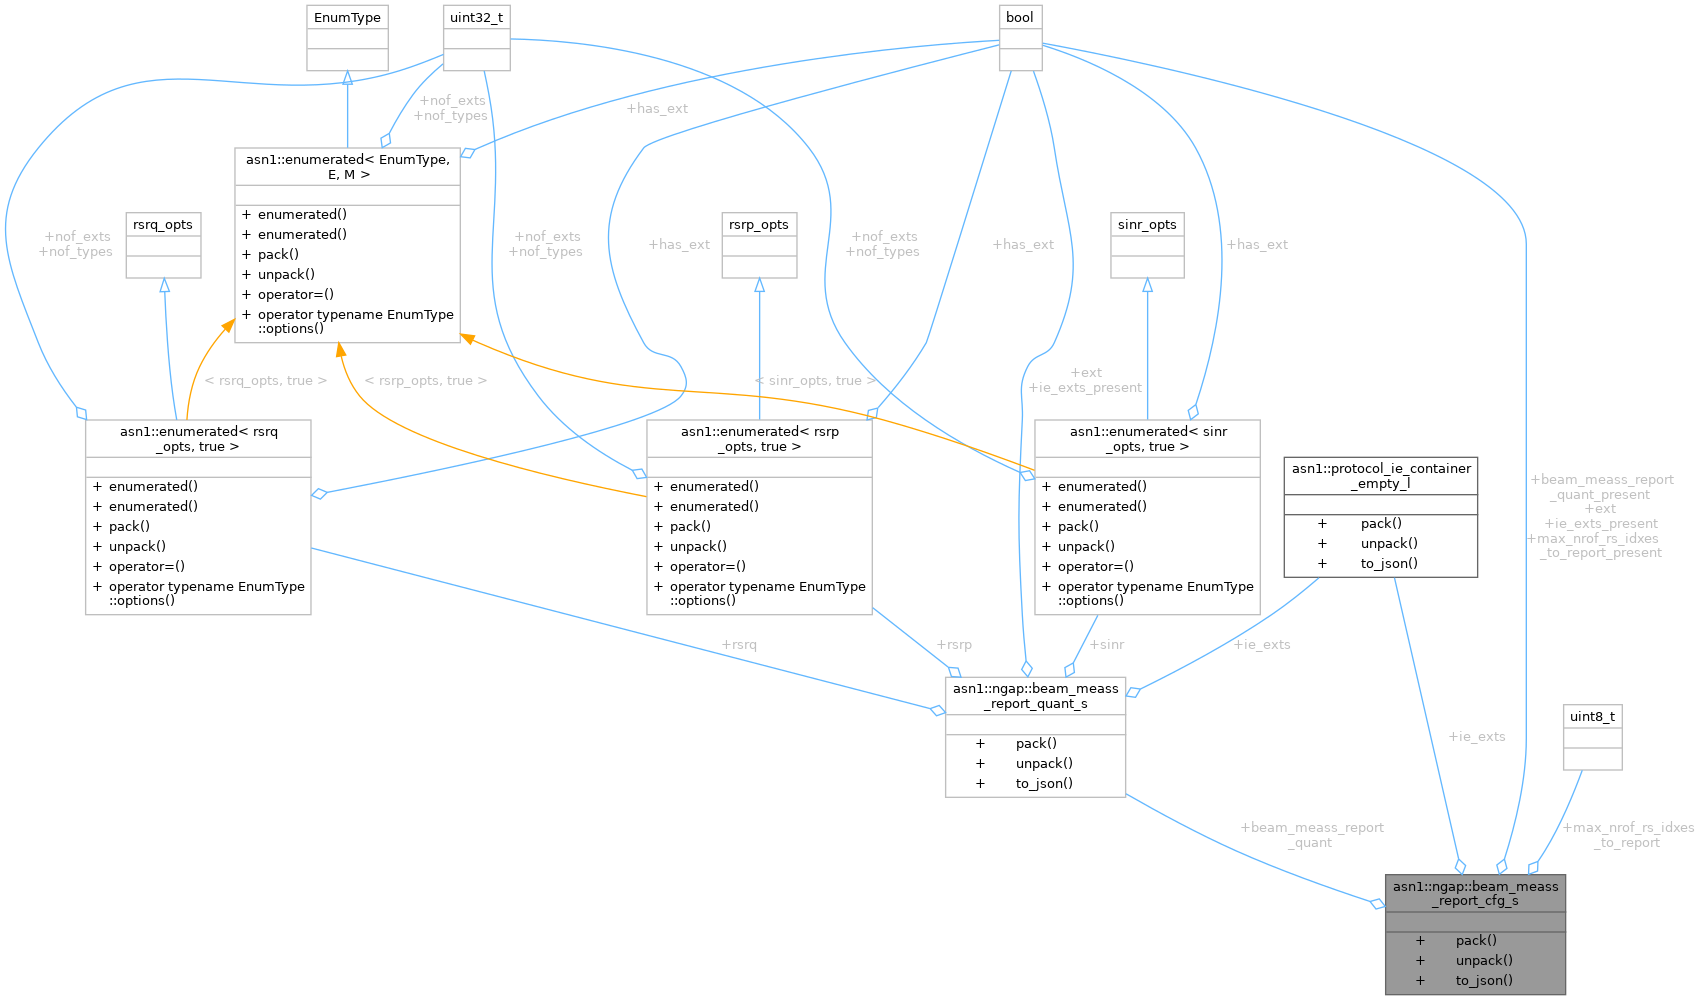 EnumType
uint32_t
bool
+nof_exts
+nof_types
+has_ext
asn1::enumerated< EnumType,
E, M >
+ enumerated()
+ enumerated()
+ pack()
+ unpack()
+ operator=()
+ operator typename EnumType
::options()
rsrq_opts
rsrp_opts
sinr_opts
+nof_exts
+nof_types
+nof_exts
+nof_types
+has_ext
+nof_exts
+nof_types
+has_ext
+has_ext
< rsrq_opts, true >
< rsrp_opts, true >
< sinr_opts, true >
+ext
+ie_exts_present
asn1::enumerated< rsrq
_opts, true >
+ enumerated()
+ enumerated()
+ pack()
+ unpack()
+ operator=()
+ operator typename EnumType
::options()
asn1::enumerated< rsrp
_opts, true >
+ enumerated()
+ enumerated()
+ pack()
+ unpack()
+ operator=()
+ operator typename EnumType
::options()
asn1::enumerated< sinr
_opts, true >
+ enumerated()
+ enumerated()
+ pack()
+ unpack()
+ operator=()
+ operator typename EnumType
::options()
asn1::protocol_ie_container
_empty_l
+ pack()
+ unpack()
+ to_json()
+beam_meass_report
_quant_present
+ext
+ie_exts_present
+max_nrof_rs_idxes
_to_report_present
+rsrq
+rsrp
+sinr
+ie_exts
asn1::ngap::beam_meass
_report_quant_s
+ pack()
+ unpack()
+ to_json()
uint8_t
+ie_exts
+beam_meass_report
_quant
+max_nrof_rs_idxes
_to_report
asn1::ngap::beam_meass
_report_cfg_s
+ pack()
+ unpack()
+ to_json()